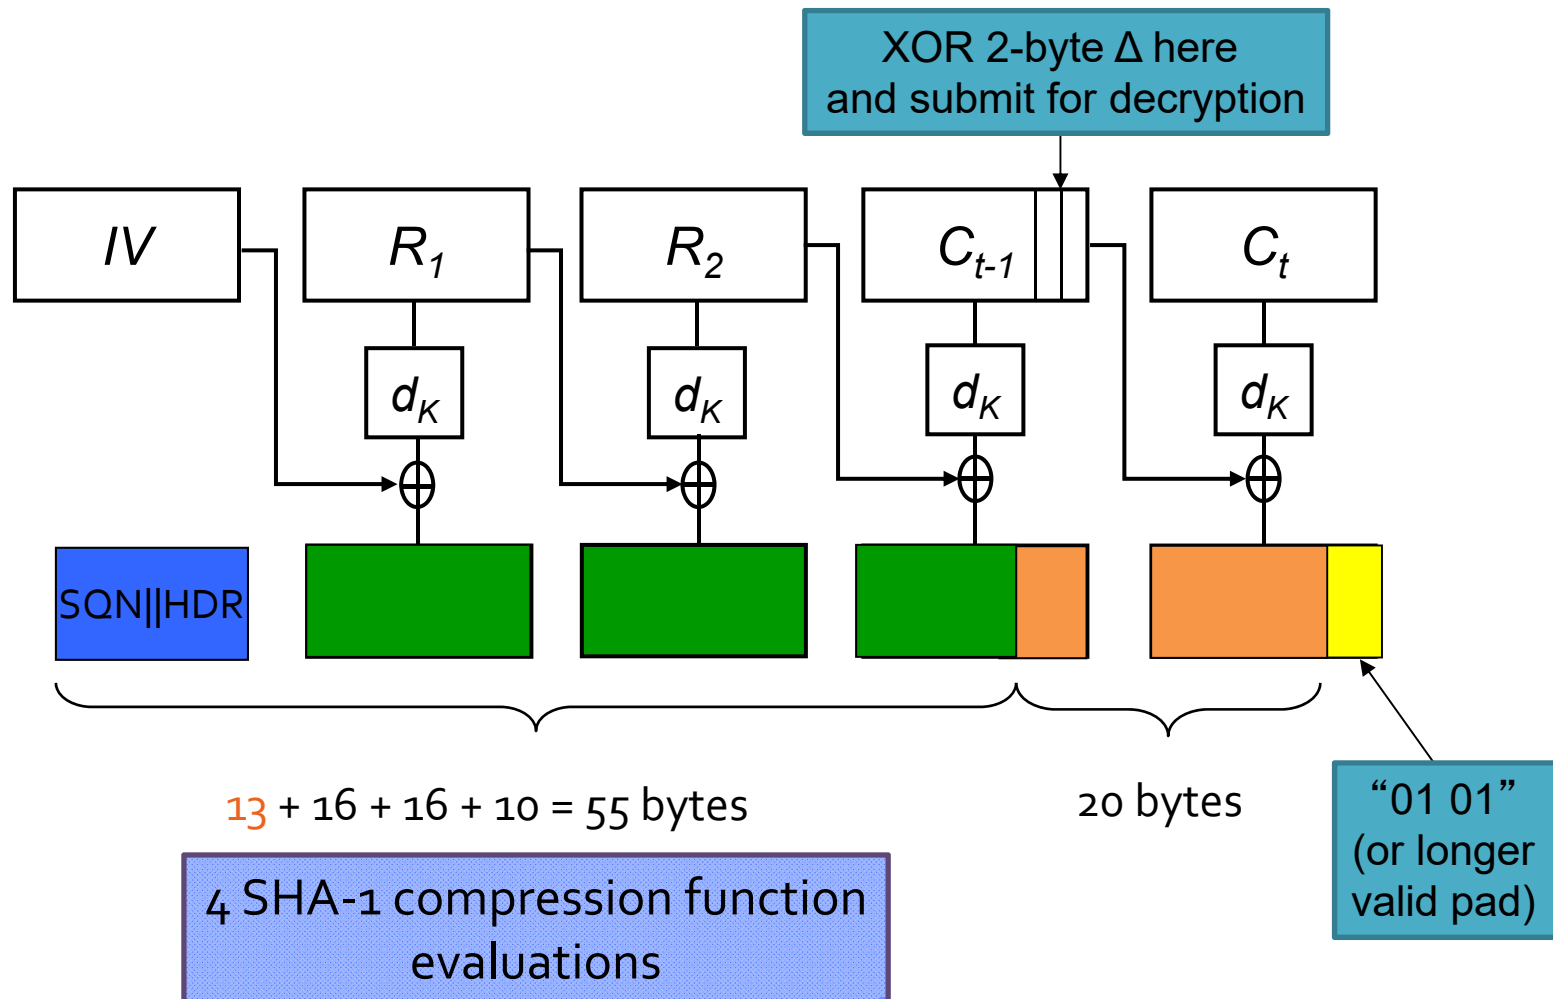 XOR 2-byte Δ here
and submit for decryption
IV
R1
R2
Ct-1
Ct
dK
dK
dK
dK
SQN||HDR
13 + 16 + 16 + 10 = 55 bytes
20 bytes
“01 01”
(or longer
valid pad)
4 SHA-1 compression function
evaluations